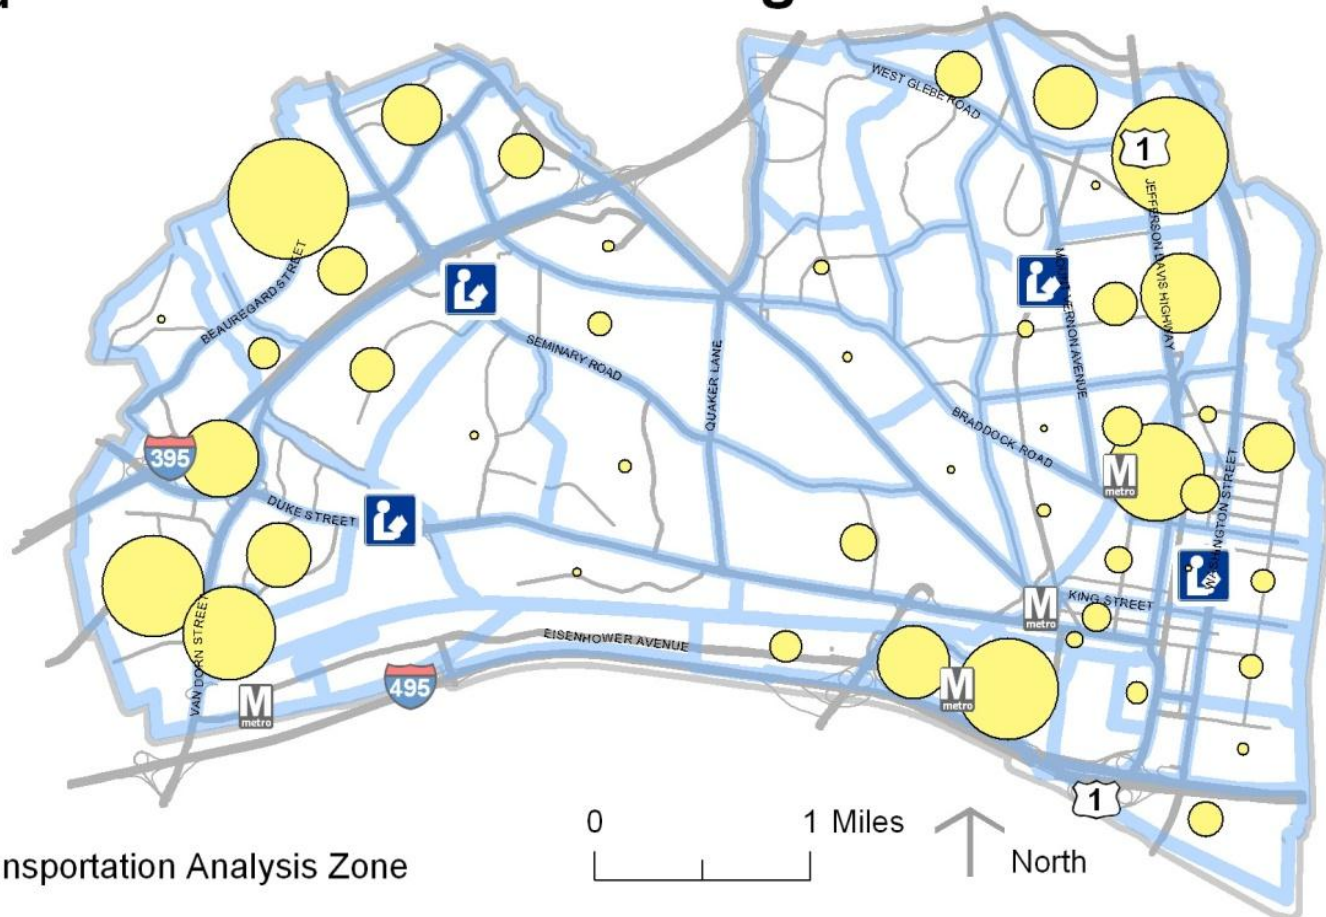 WEST GLEBE ROAD
1
JEFFERSON DAVIS HIGHWAY
MOUNT VERNON AVENUE
BEAUREGARD STREET
SEMINARY ROAD
QUAKER LANE
BRADDOCK ROAD
395
M
metro
WASHINGTON STREET
DUKE STREET
KING STREET
M
metro
VAN DORN STREET
EISENHOWER AVENUE
495
M
metro
M
metro
1
0 1 Miles
North
nsportation Analysis Zone